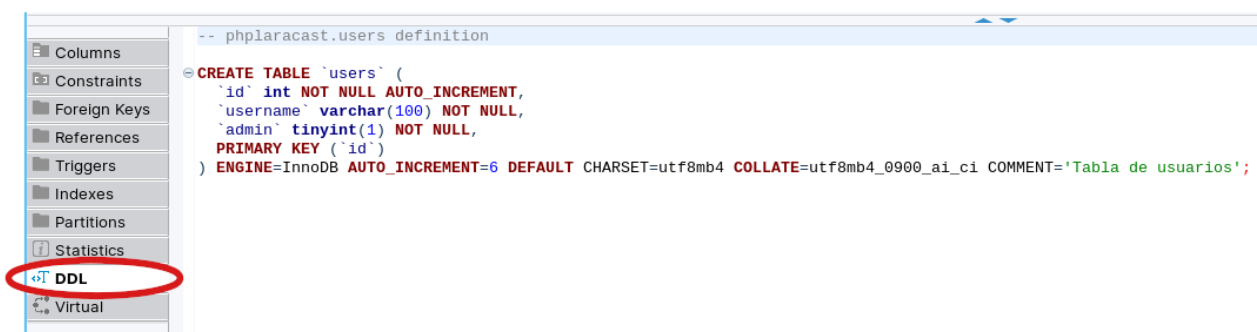 Columns
Constraints
Foreign Keys
References
Triggers
Indexes
Partitions
Statistics
DDL
Virtual
-- phplaracast.users definition
CREATE TABLE `users` (
`id` int NOT NULL AUTO_INCREMENT,
`username` varchar(100) NOT NULL,
`admin` tinyint(1) NOT NULL,
PRIMARY KEY (`id`)
) ENGINE=InnoDB AUTO_INCREMENT=6 DEFAULT CHARSET=utf8mb4 COLLATE=utf8mb4_0900_ai_ci COMMENT='Tabla de usuarios';